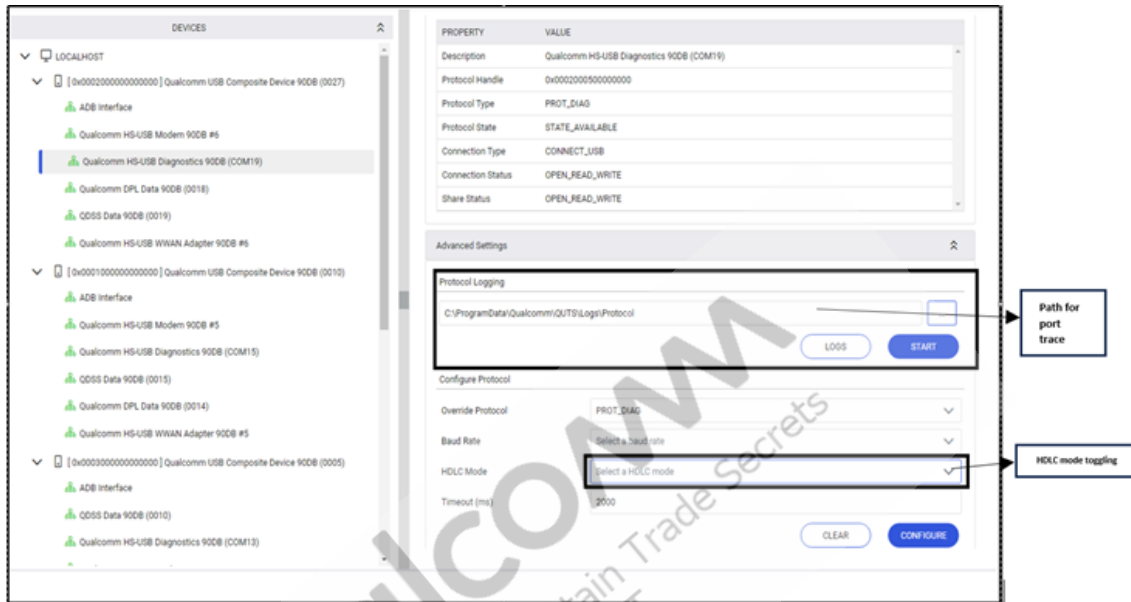 DEVICES
LOCALHOST
[ 0x0002000000000000 ] Qualcomm USB Composite Device 90DB (0027)
ADB Interface
Qualcomm HS-USB Modem 90DB #6
Qualcomm HS-USB Diagnostics 90DB (COM19)
Qualcomm DPL Data 90DB (0018)
QDSS Data 90DB (0019)
Qualcomm HS-USB WWAN Adapter 90DB #6
[ 0x0001000000000000 ] Qualcomm USB Composite Device 90DB (0010)
ADB Interface
Qualcomm HS-USB Modem 90DB #5
Qualcomm HS-USB Diagnostics 90DB (COM15)
QDSS Data 90DB (0015)
Qualcomm DPL Data 90DB (0014)
Qualcomm HS-USB WWAN Adapter 90DB #5
[ 0x0003000000000000 ] Qualcomm USB Composite Device 90DB (0005)
ADB Interface
QDSS Data 90DB (0010)
Qualcomm HS-USB Diagnostics 90DB (COM13)
PROPERTY VALUE
Description Qualcomm HS-USB Diagnostics 90DB (COM19)
Protocol Handle 0x0002000500000000
Protocol Type PROT_DIAG
Protocol State STATE_AVAILABLE
Connection Type CONNECT_USB
Connection Status OPEN_READ_WRITE
Share Status OPEN_READ_WRITE
Advanced Settings
Protocol Logging
C:\ProgramData\Qualcomm\QUTS\Logs\Protocol ...
LOGS START
Configure Protocol
Override Protocol PROT_DIAG
Baud Rate Select a baud rate
HDLC Mode Select a HDLC mode
Timeout (ms) 2000
CLEAR CONFIGURE
Path for
port
trace
HDLC mode toggling
alcomm
tain Trade Secrets